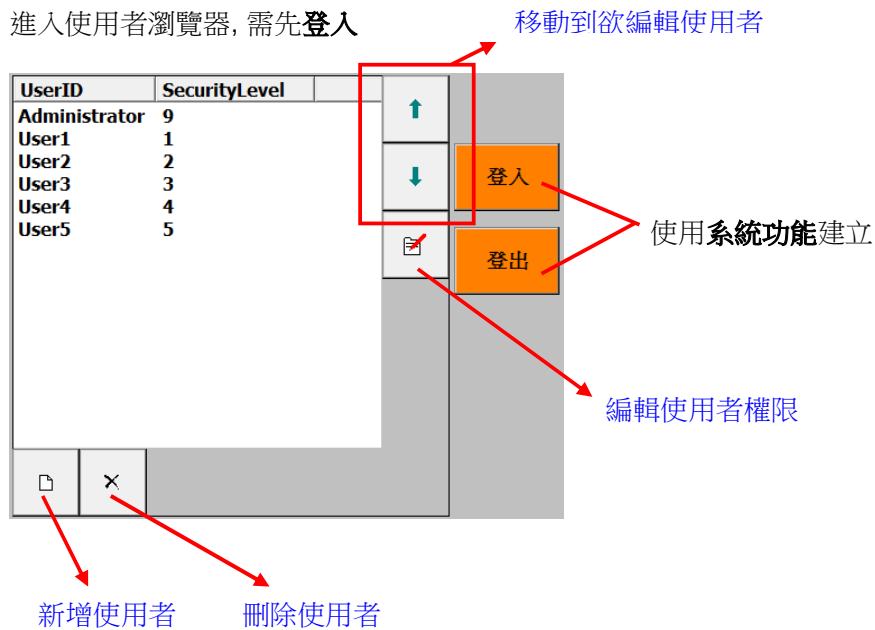 進入使用者瀏覽器, 需先登入
移動到欲編輯使用者
UserID SecurityLevel
Administrator 9
User1 1
User2 2
User3 3
User4 4
User5 5
登入
登出
使用系統功能建立
編輯使用者權限
新增使用者
刪除使用者